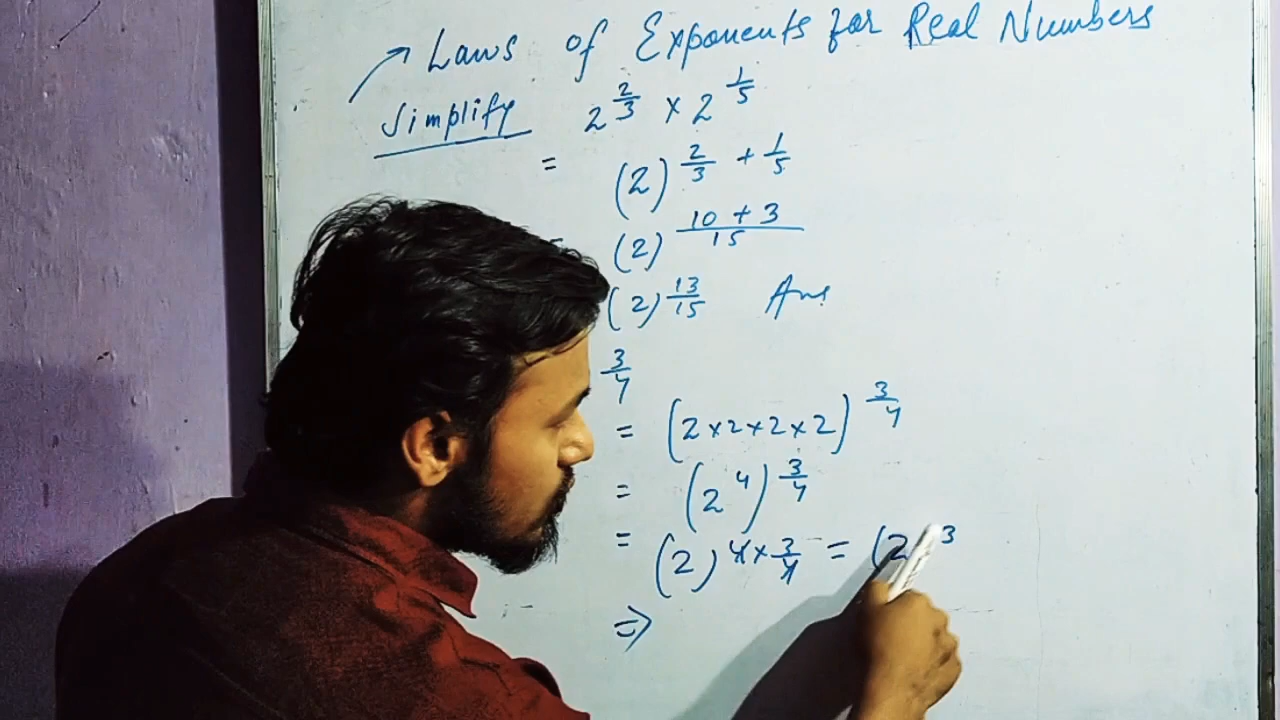 → Laws of Exponents for Real Numbers
Simplify 2^{2/3} × 2^{1/5}
= (2)^{2/3 + 1/5}
= (2)^{(10 + 3)/15}
(2)^{13/15} Ans
3/4
= (2×2×2×2)^{3/4}
= (2^4)^{3/4}
= (2)^{4×3/4} = (2 3
⇒